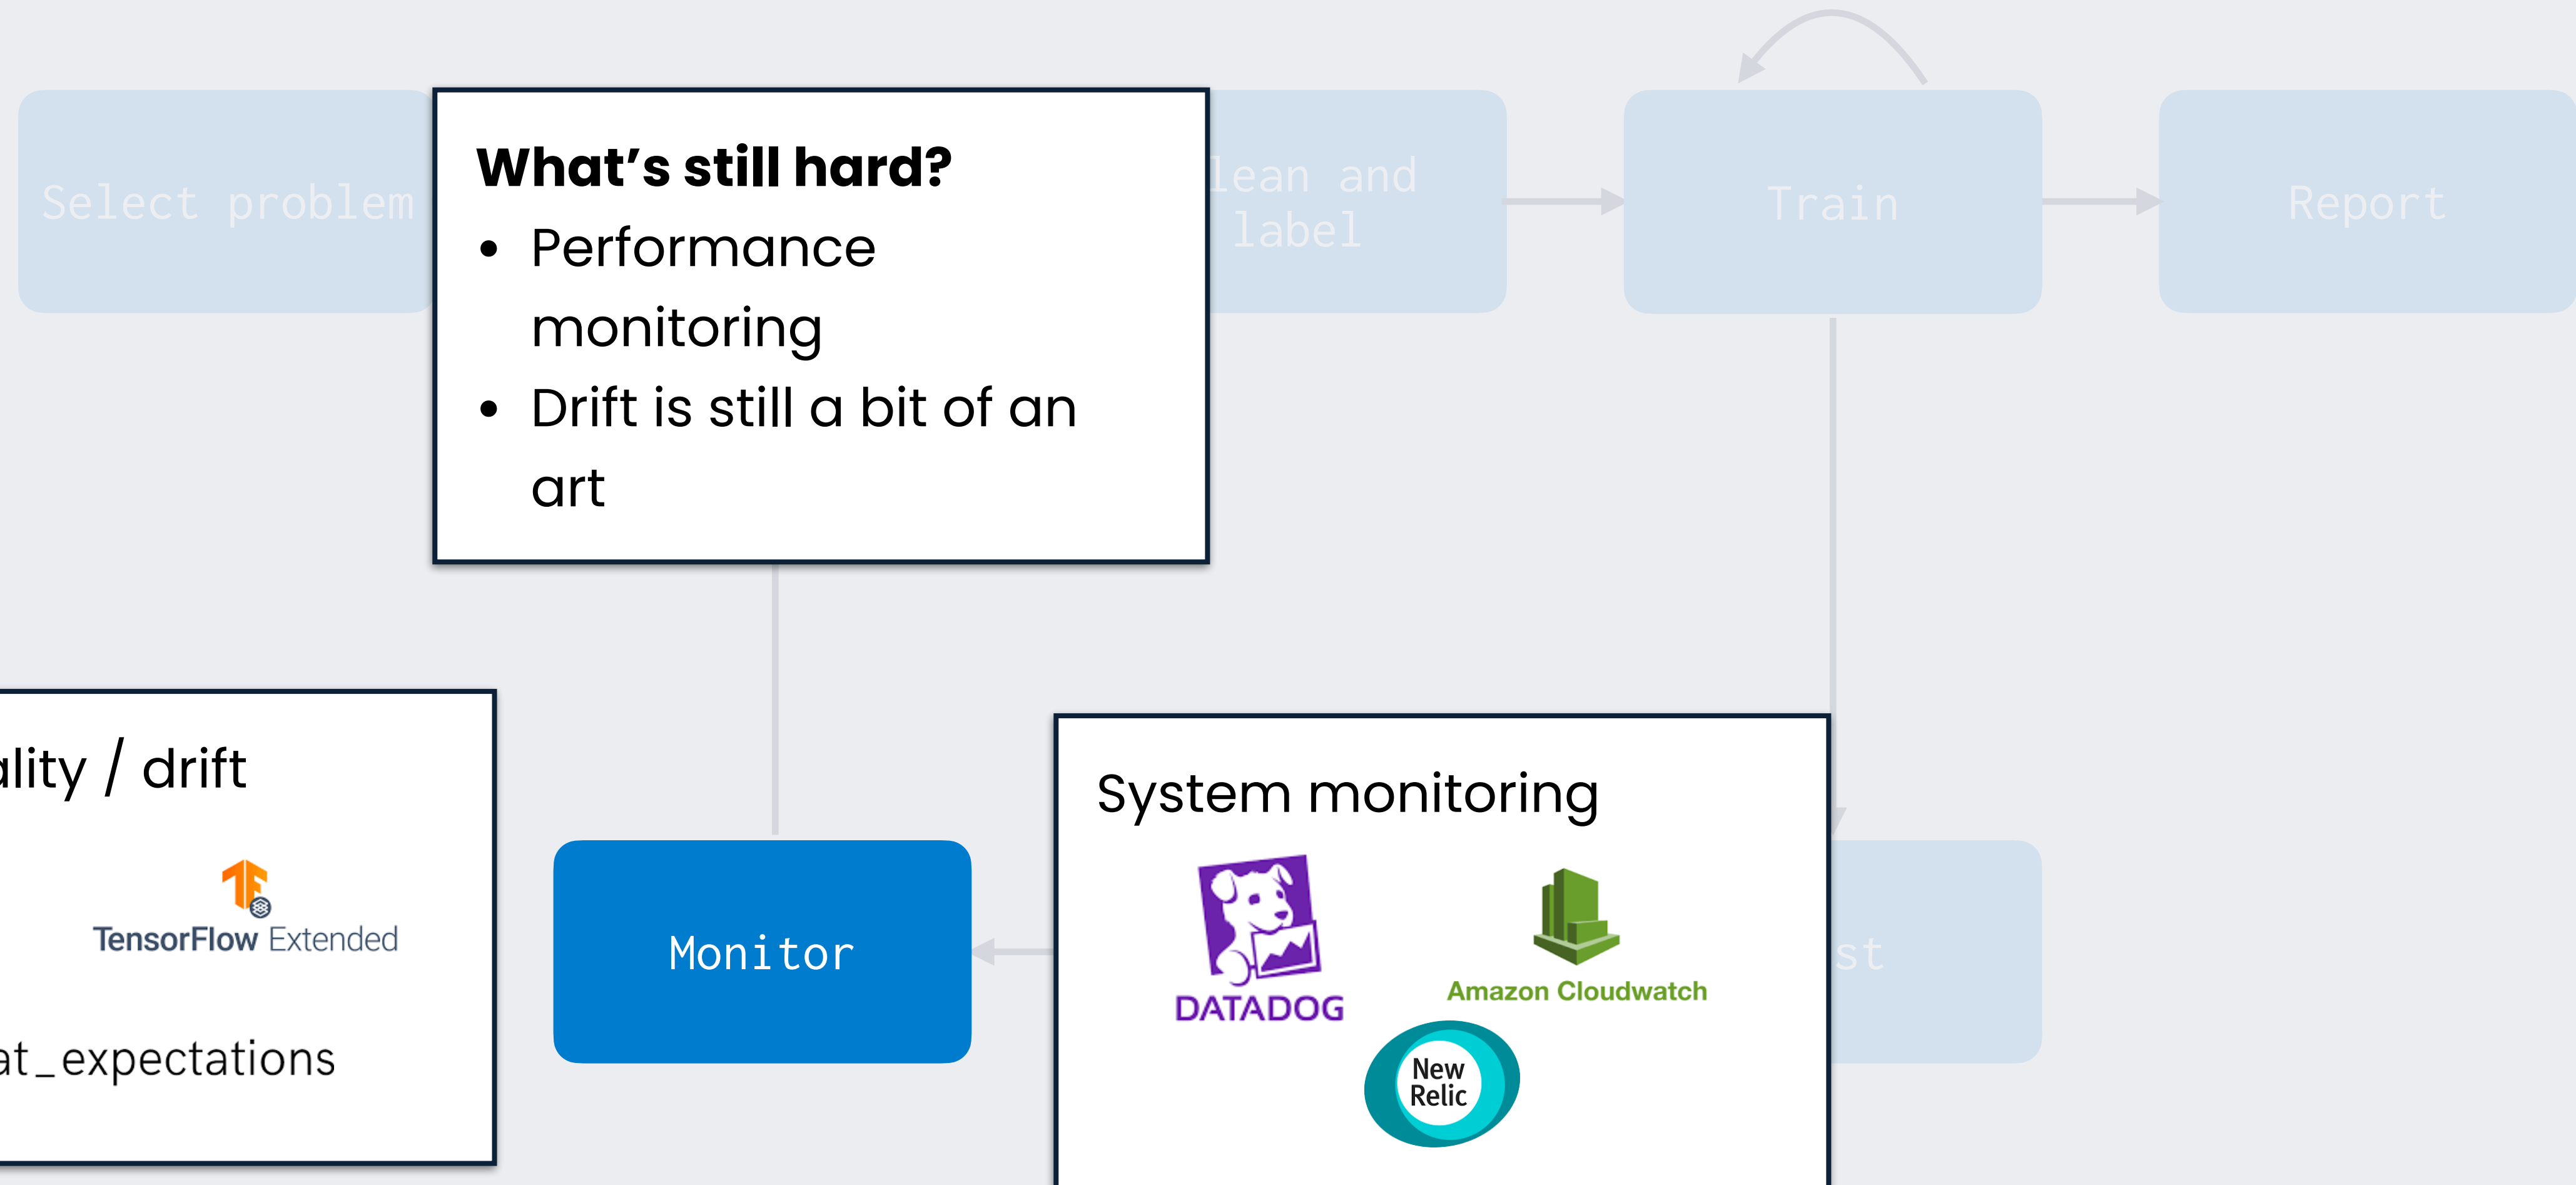 Select problem
What's still hard?
• Performance
monitoring
• Drift is still a bit of an
art
lean and
label
Train
Report
ality / drift
TensorFlow Extended
at_expectations
Monitor
System monitoring
DATADOG
Amazon Cloudwatch
New
Relic
st